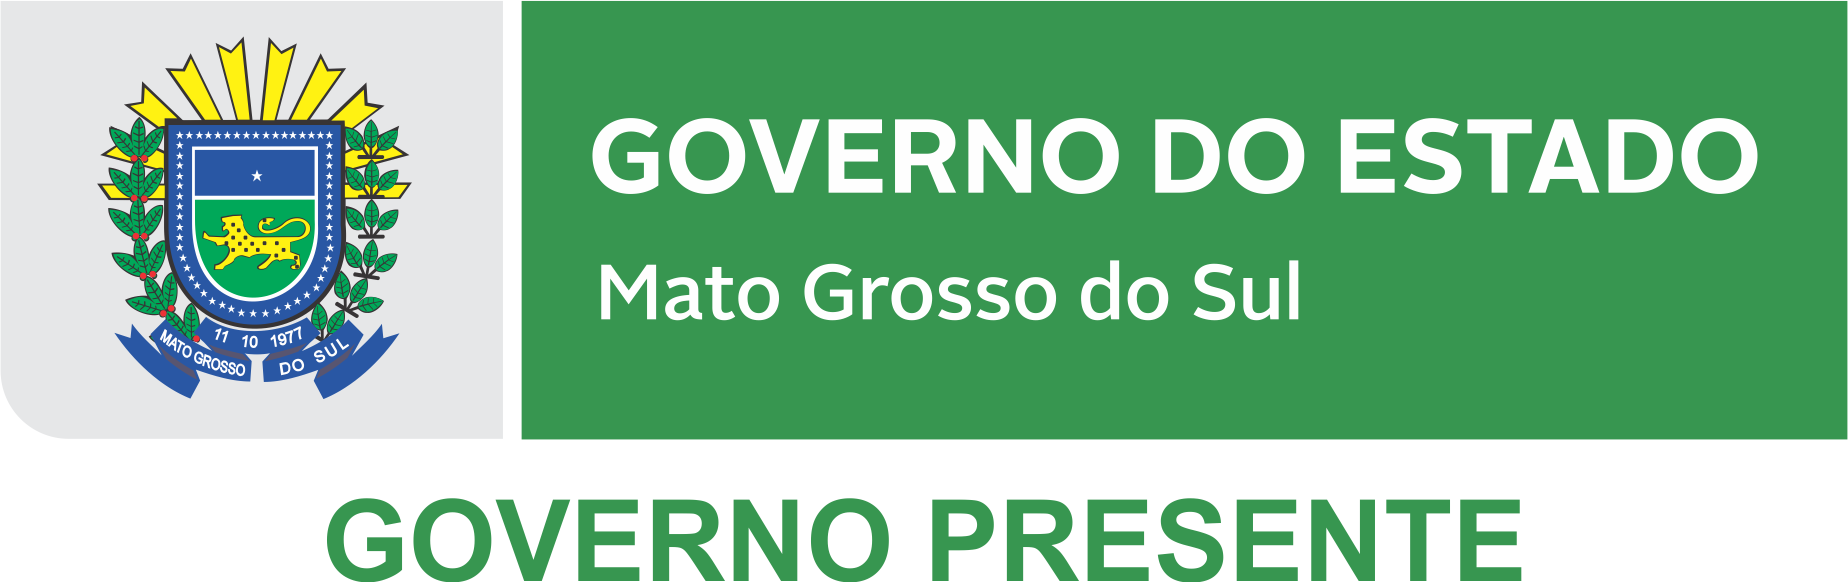 GOVERNO DO ESTADO
Mato Grosso do Sul
11 10 1977
MATO GROSSO DO SUL
GOVERNO PRESENTE